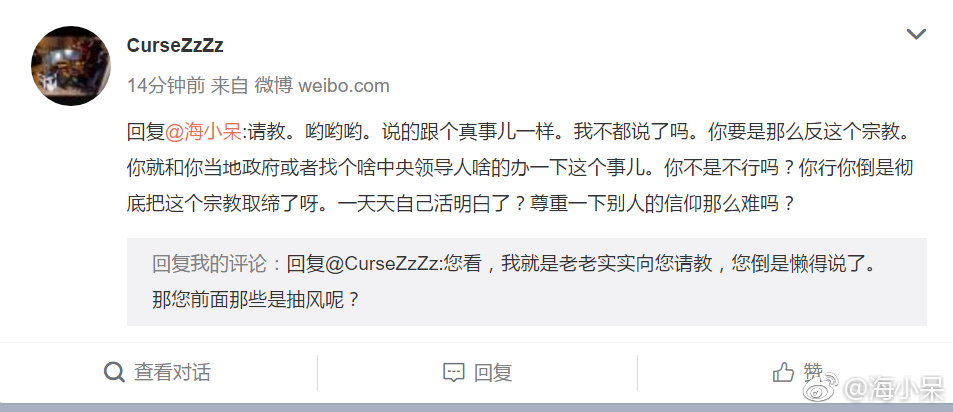 CurseZzZz
14分钟前 来自 微博 weibo.com
回复@海小呆:请教。哟哟哟。说的跟个真事儿一样。我不都说了吗。你要是那么反这个宗教。
你就和你当地政府或者找个啥中央领导人啥的办一下这个事儿。你不是不行吗？你行你倒是彻
底把这个宗教取缔了呀。一天天自己活明白了？尊重一下别人的信仰那么难吗？
回复我的评论：回复@CurseZzZz:您看，我就是老老实实向您请教，您倒是懒得说了。
那您前面那些是抽风呢？
查看对话 回复 赞
@海小呆